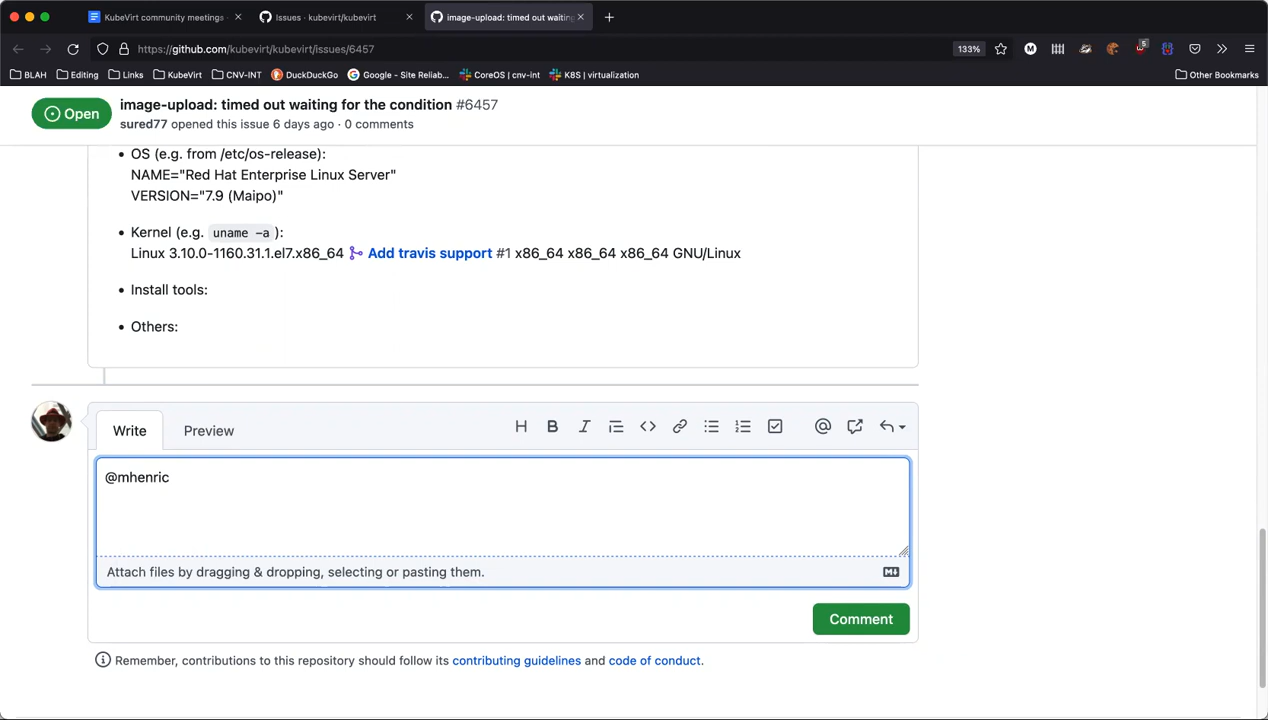 KubeVirt community meetings
Issues · kubevirt/kubevirt
image-upload: timed out waiting
https://github.com/kubevirt/kubevirt/issues/6457
133%
M
5
BLAH
Editing
Links
KubeVirt
CNV-INT
DuckDuckGo
Google - Site Reliab...
CoreOS | cnv-int
K8S | virtualization
Other Bookmarks
Open
image-upload: timed out waiting for the condition #6457
sured77 opened this issue 6 days ago · 0 comments
• OS (e.g. from /etc/os-release):
NAME="Red Hat Enterprise Linux Server"
VERSION="7.9 (Maipo)"
• Kernel (e.g. uname -a ):
Linux 3.10.0-1160.31.1.el7.x86_64 Add travis support #1 x86_64 x86_64 x86_64 GNU/Linux
• Install tools:
• Others:
Write
Preview
@mhenric
Attach files by dragging & dropping, selecting or pasting them.
Comment
Remember, contributions to this repository should follow its contributing guidelines and code of conduct.